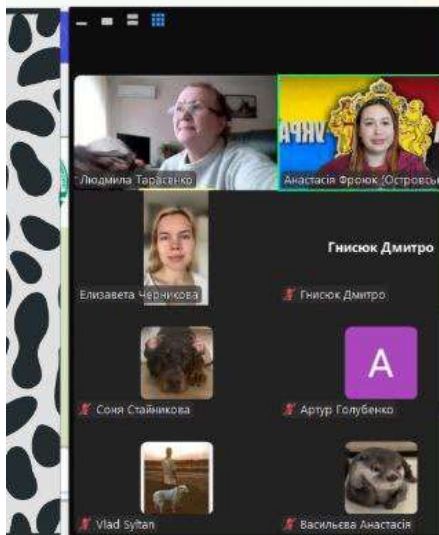 Людмила Тарасенко
Анастасія Фроюк (Островсь
Елизавета Черникова
Гнисюк Дмитро
Гнисюк Дмитро
Соня Стайникова
А
Артур Голубенко
Vlad Syltan
Васильєва Анастасія